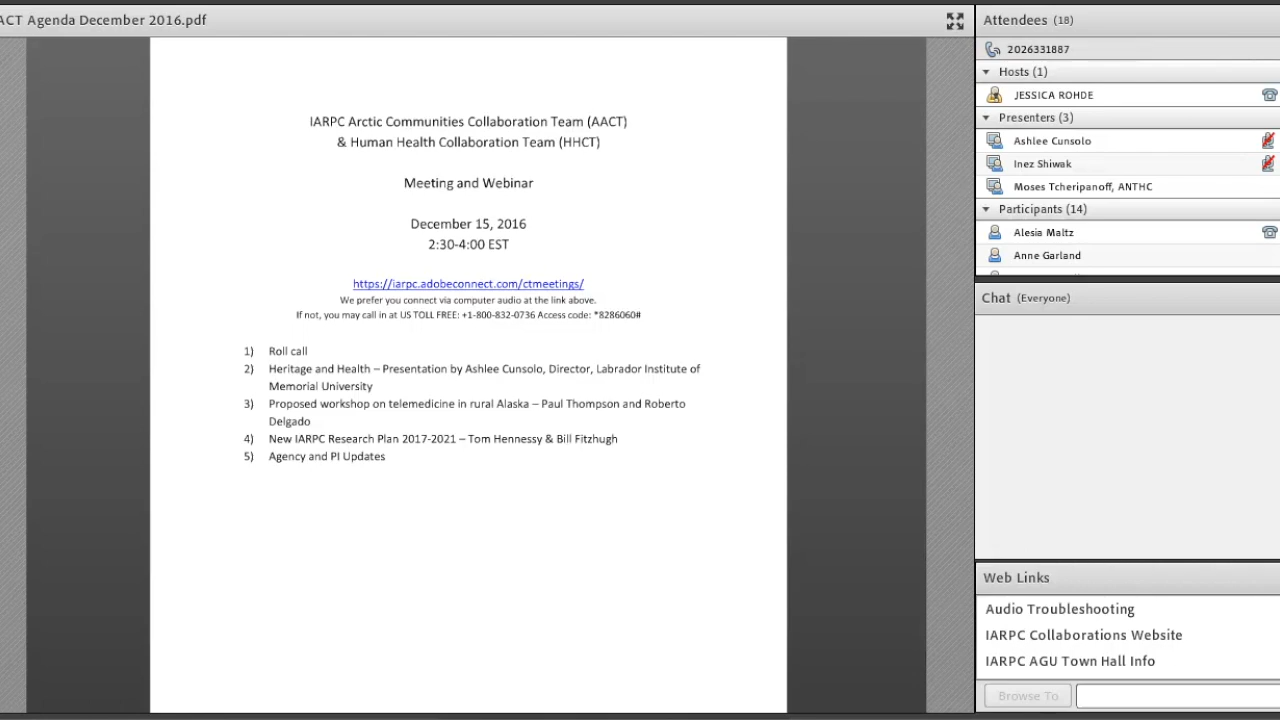 ACT Agenda December 2016.pdf
IARPC Arctic Communities Collaboration Team (AACT)
& Human Health Collaboration Team (HHCT)
Meeting and Webinar
December 15, 2016
2:30-4:00 EST
https://iarpc.adobeconnect.com/ctmeetings/
We prefer you connect via computer audio at the link above.
If not, you may call in at US TOLL FREE: +1-800-832-0736 Access code: *8286060#
1) Roll call
2) Heritage and Health – Presentation by Ashlee Cunsolo, Director, Labrador Institute of
Memorial University
3) Proposed workshop on telemedicine in rural Alaska – Paul Thompson and Roberto
Delgado
4) New IARPC Research Plan 2017-2021 – Tom Hennessy & Bill Fitzhugh
5) Agency and PI Updates
Attendees (18)
2026331887
Hosts (1)
JESSICA ROHDE
Presenters (3)
Ashlee Cunsolo
Inez Shiwak
Moses Tcheripanoff, ANTHC
Participants (14)
Alesia Maltz
Anne Garland
Chat (Everyone)
Web Links
Audio Troubleshooting
IARPC Collaborations Website
IARPC AGU Town Hall Info
Browse To